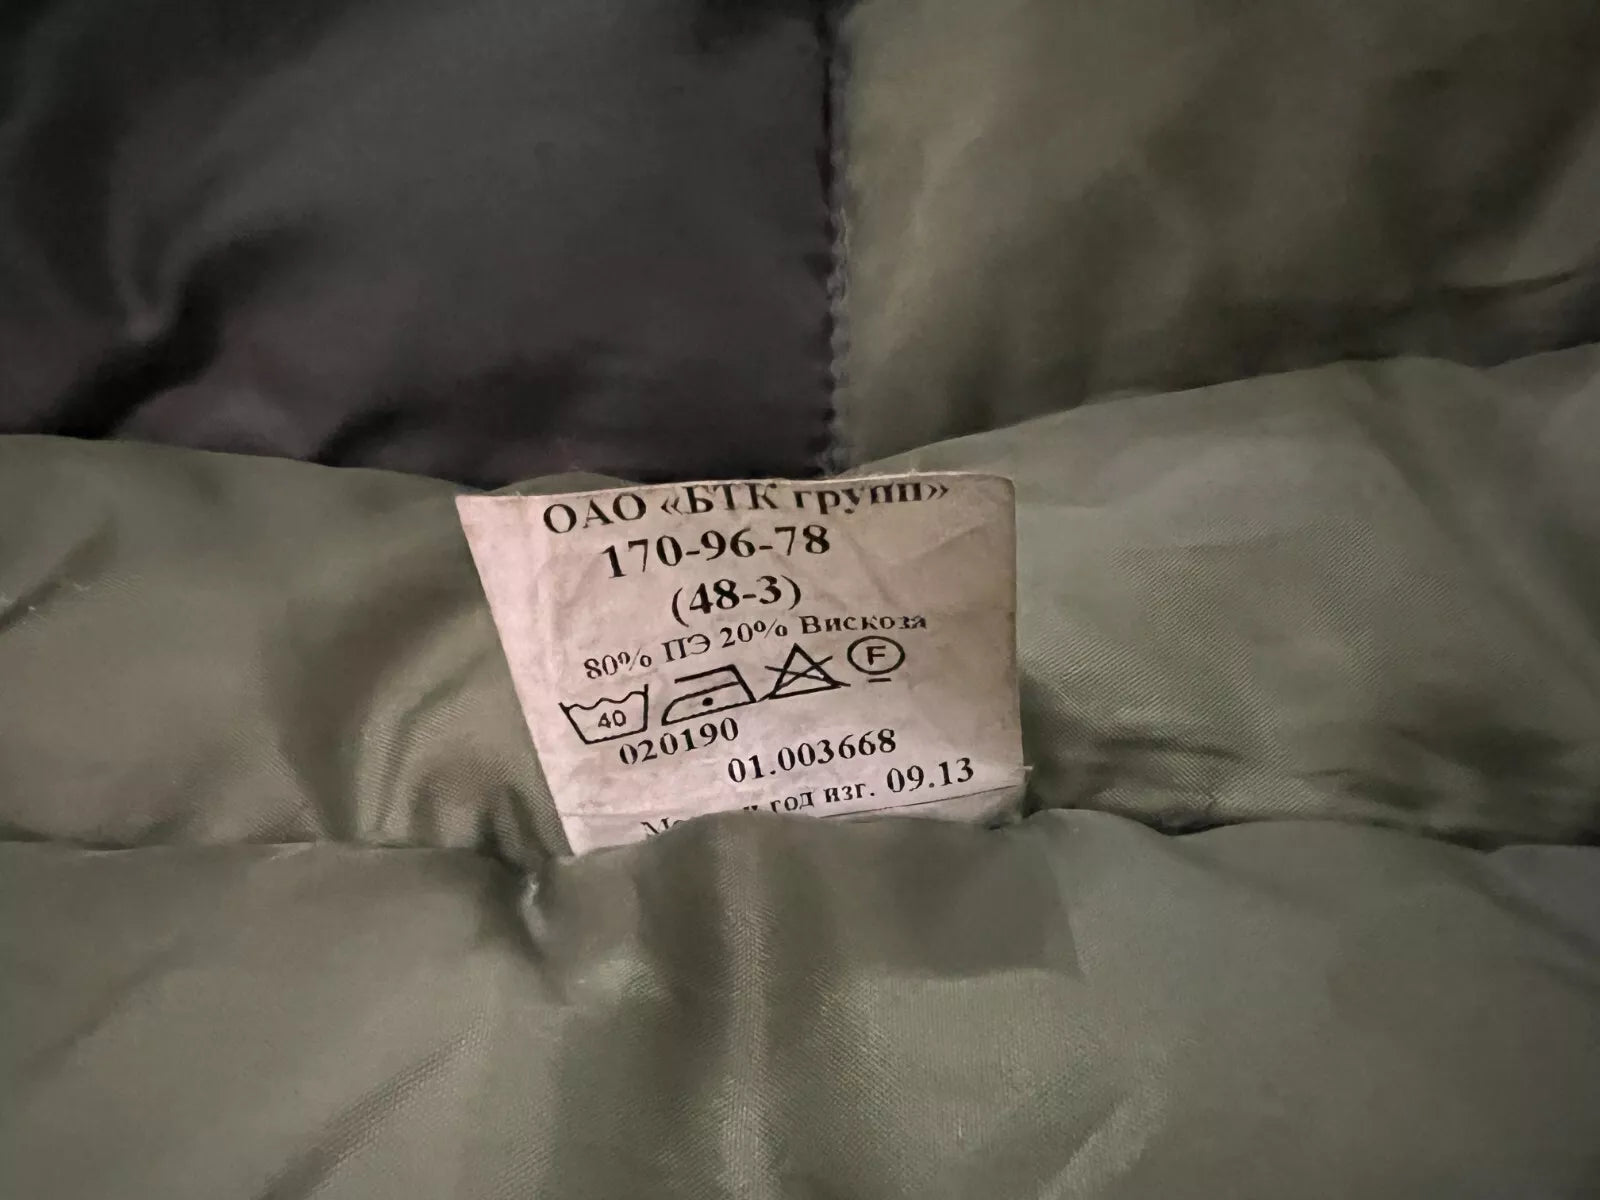 ОАО «БТК групп»
170-96-78
(48-3)
80% ПЭ 20% Вискоза
40
F
020190
01.003668
год изг. 09.13